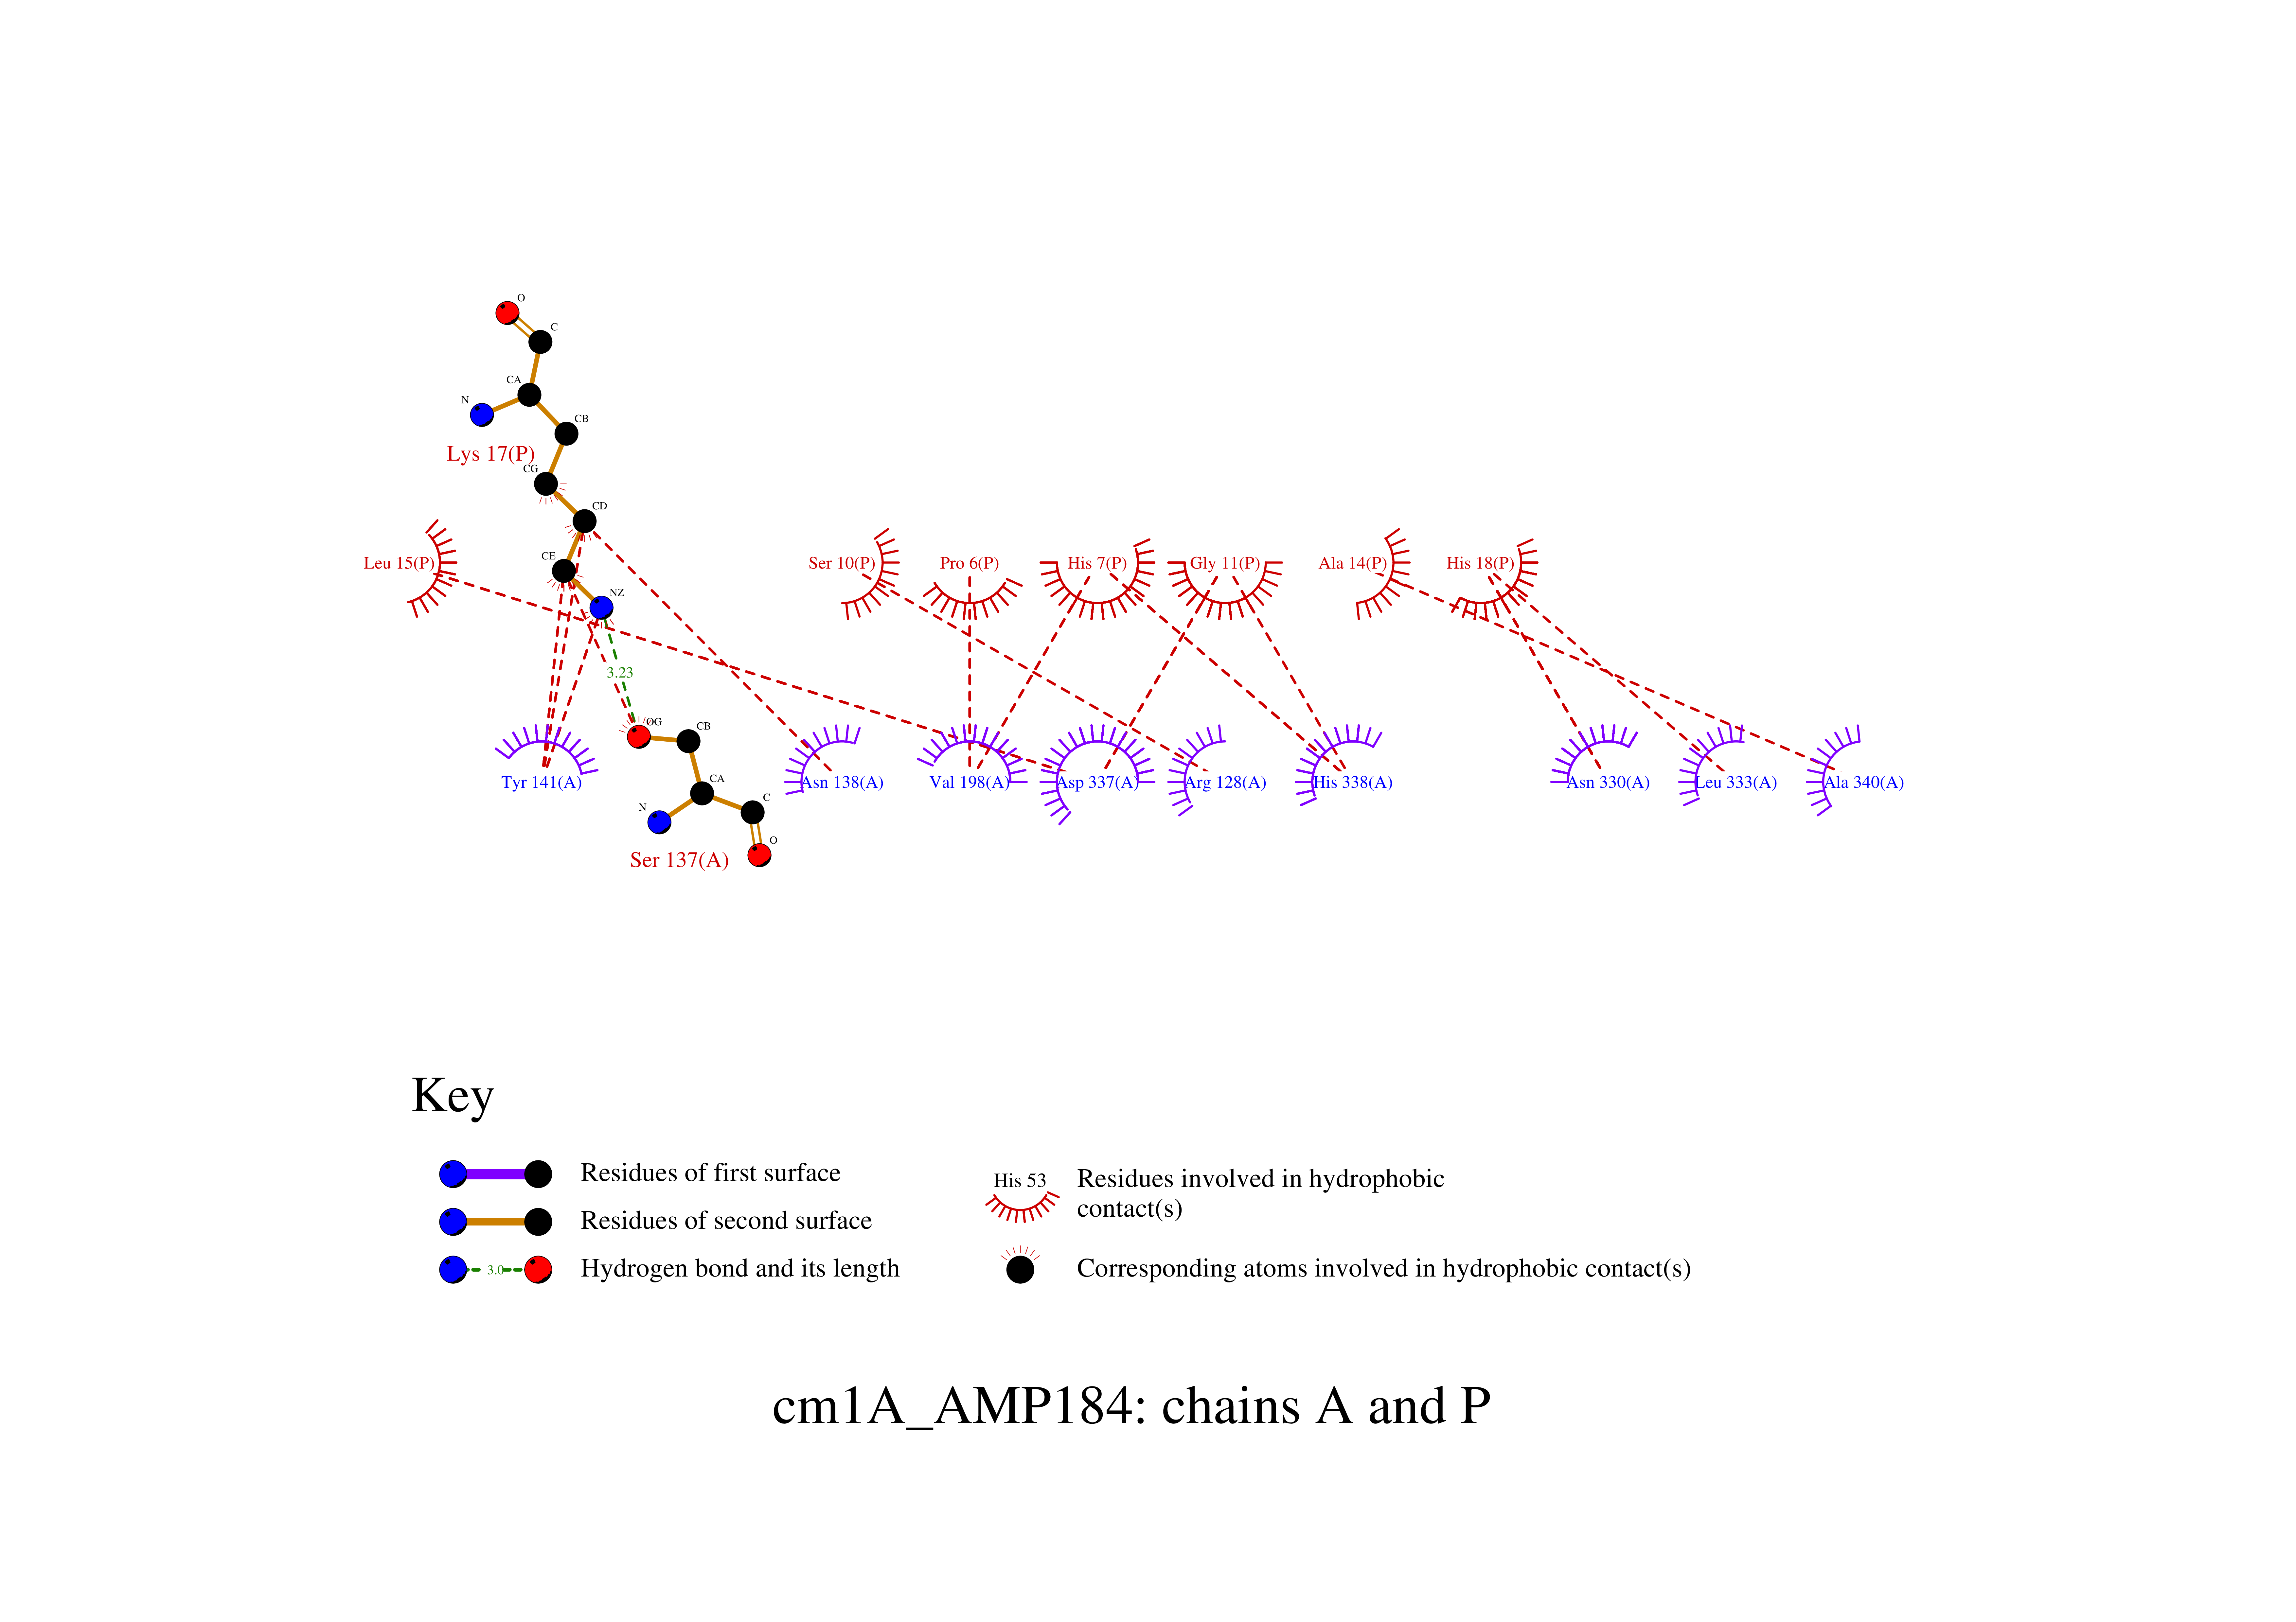 O
C
CA
N
CB
Lys 17(P)
CG
CD
CE
NZ
Leu 15(P)
Ser 10(P)
Pro 6(P)
His 7(P)
Gly 11(P)
Ala 14(P)
His 18(P)
3.23
OG
CB
Tyr 141(A)
Asn 138(A)
Val 198(A)
Asp 337(A)
Arg 128(A)
His 338(A)
Asn 330(A)
Leu 333(A)
Ala 340(A)
CA
C
N
O
Ser 137(A)
Key
Residues of first surface
Residues of second surface
3.0
Hydrogen bond and its length
His 53
Residues involved in hydrophobic
contact(s)
Corresponding atoms involved in hydrophobic contact(s)
cm1A_AMP184: chains A and P